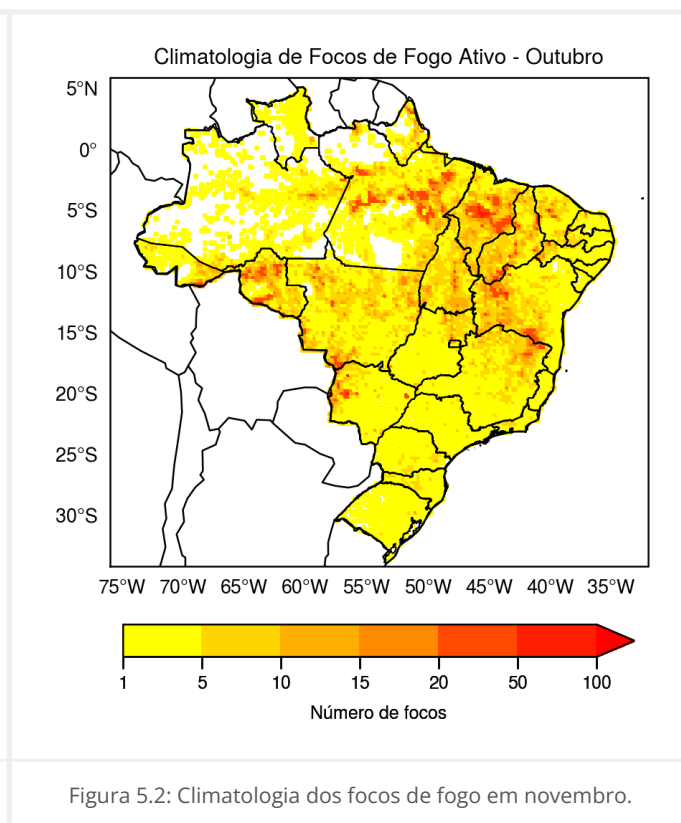 Climatologia de Focos de Fogo Ativo - Outubro
5°N
0°
5°S
10°S
15°S
20°S
25°S
30°S
75°W 70°W 65°W 60°W 55°W 50°W 45°W 40°W 35°W
1 5 10 15 20 50 100
Número de focos
Figura 5.2: Climatologia dos focos de fogo em novembro.